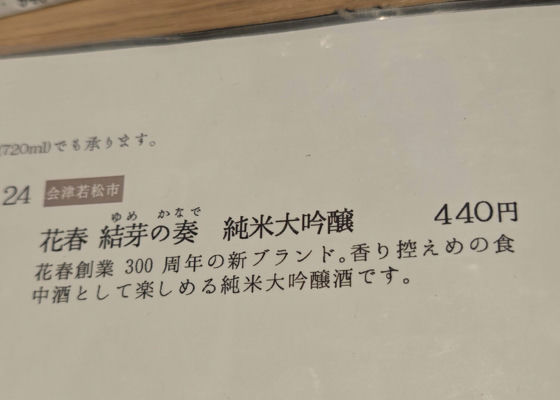 (720ml)でも承ります。
24 会津若松市
ゆめ かなで
花春 結芽の奏 純米大吟醸 440円
花春創業 300 周年の新ブランド。香り控えめの食
中酒として楽しめる純米大吟醸酒です。